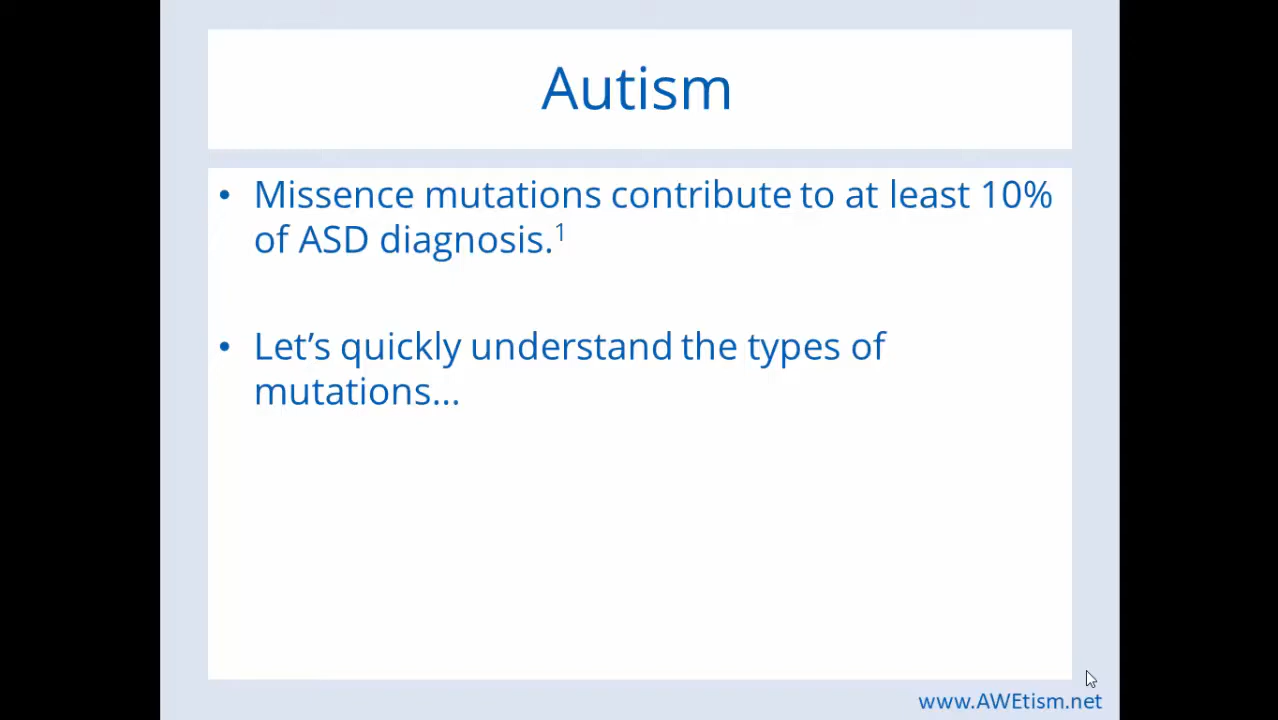 Autism
• Missence mutations contribute to at least 10%
of ASD diagnosis.¹
• Let’s quickly understand the types of
mutations...
www.AWEtism.net